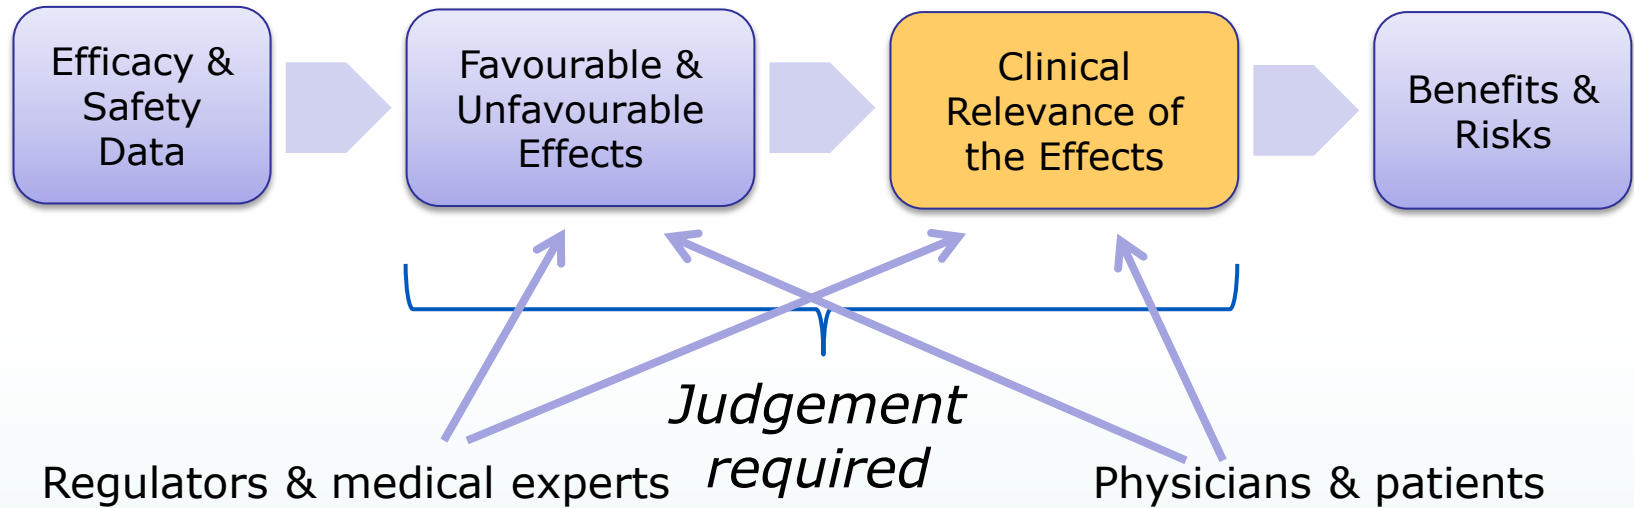 Efficacy &
Safety
Data
Favourable &
Unfavourable
Effects
Clinical
Relevance of
the Effects
Benefits &
Risks
Judgement
required
Regulators & medical experts
Physicians & patients